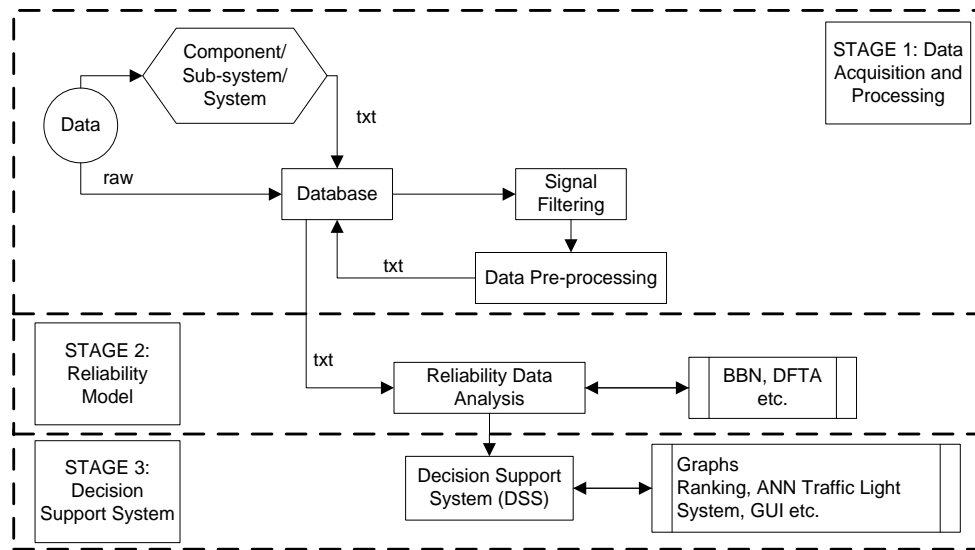 Component/
Sub-system/
System
STAGE 1: Data
Acquisition and
Processing
Data
txt
raw
Database
Signal
Filtering
txt
Data Pre-processing
STAGE 2:
Reliability
Model
txt
Reliability Data
Analysis
BBN, DFTA
etc.
STAGE 3:
Decision
Support System
Decision Support
System (DSS)
Graphs
Ranking, ANN Traffic Light
System, GUI etc.